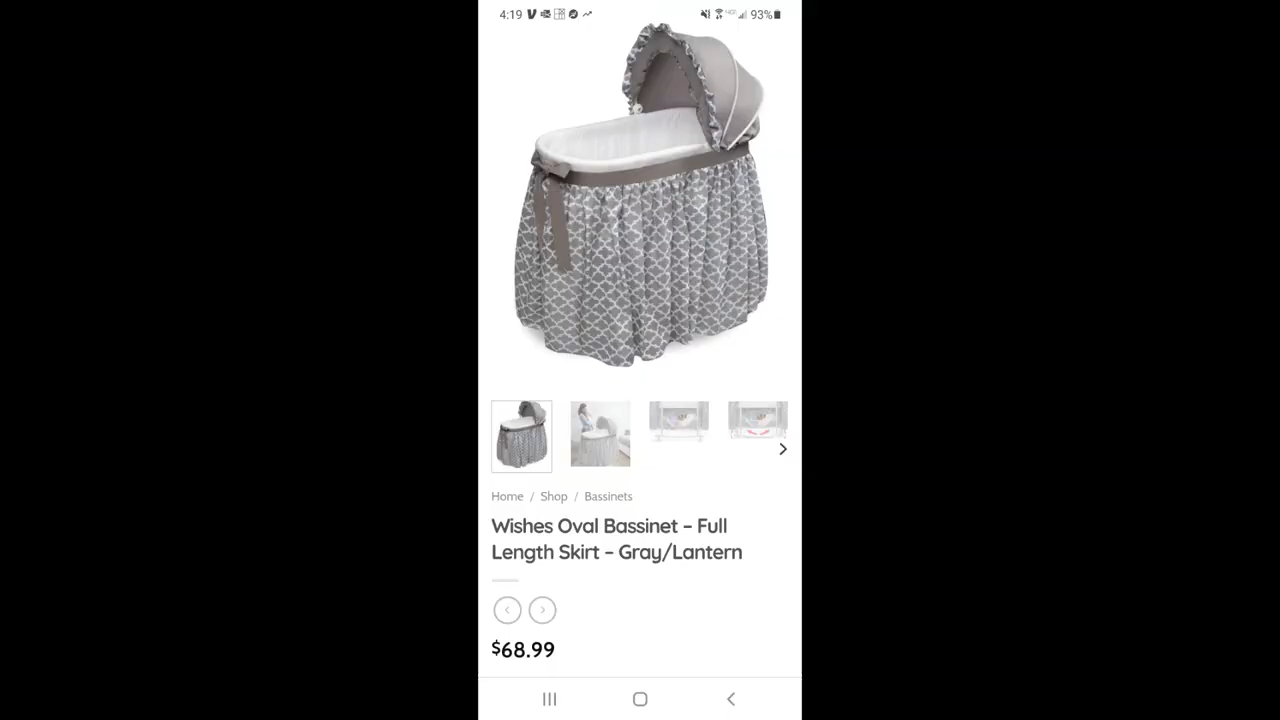 4:19
93%
Home / Shop / Bassinets
Wishes Oval Bassinet – Full
Length Skirt – Gray/Lantern
$68.99